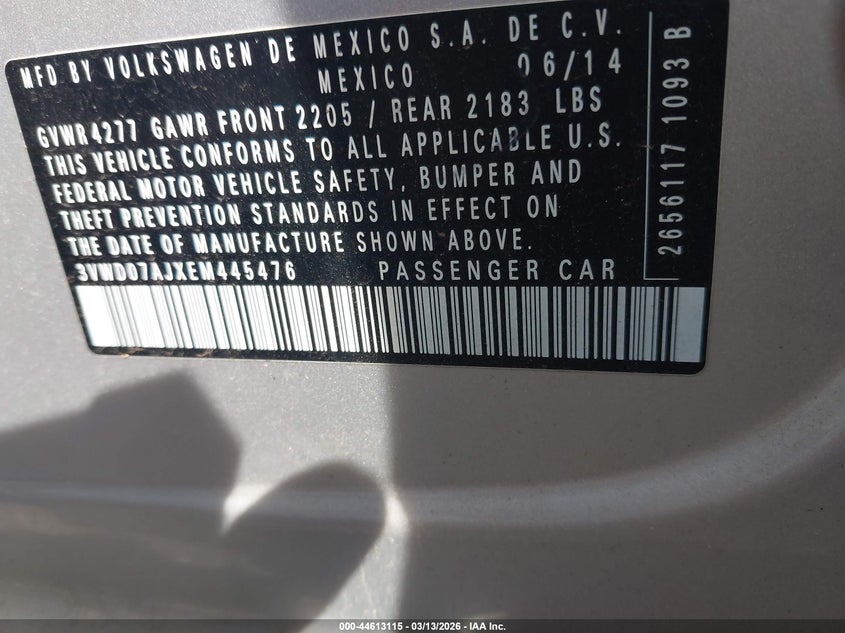 MFD BY VOLKSWAGEN DE MEXICO S.A. DE C.V.
MEXICO 06/14
GVWR 4277 GAWR FRONT 2205 / REAR 2183 LBS
THIS VEHICLE CONFORMS TO ALL APPLICABLE U.S.
FEDERAL MOTOR VEHICLE SAFETY, BUMPER AND
THEFT PREVENTION STANDARDS IN EFFECT ON
THE DATE OF MANUFACTURE SHOWN ABOVE.
3VWD07AJXEM445476 PASSENGER CAR
2656117 1093 B
000-44613115 - 03/13/2026 - IAA Inc.